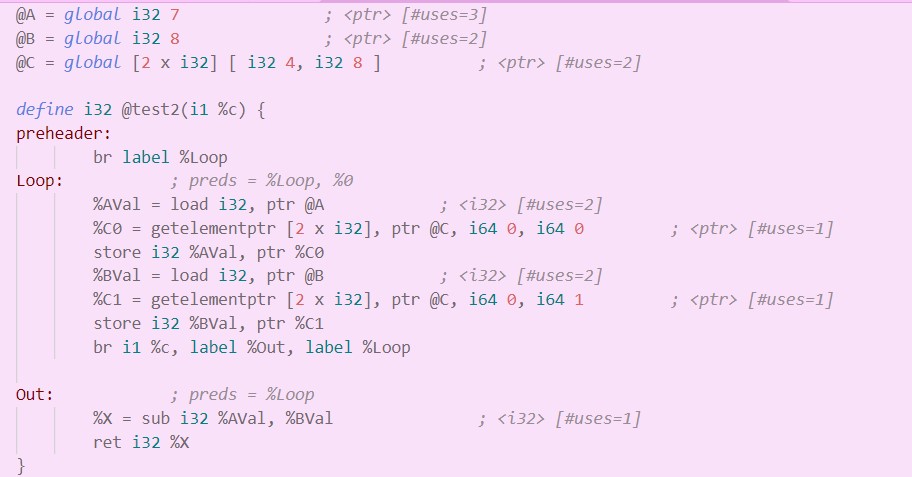 @A = global i32 7 ; <ptr> [#uses=3]
@B = global i32 8 ; <ptr> [#uses=2]
@C = global [2 x i32] [ i32 4, i32 8 ] ; <ptr> [#uses=2]
define i32 @test2(i1 %c) {
preheader:
br label %Loop
Loop: ; preds = %Loop, %0
%AVal = load i32, ptr @A ; <i32> [#uses=2]
%C0 = getelementptr [2 x i32], ptr @C, i64 0, i64 0 ; <ptr> [#uses=1]
store i32 %AVal, ptr %C0
%BVal = load i32, ptr @B ; <i32> [#uses=2]
%C1 = getelementptr [2 x i32], ptr @C, i64 0, i64 1 ; <ptr> [#uses=1]
store i32 %BVal, ptr %C1
br i1 %c, label %Out, label %Loop
Out: ; preds = %Loop
%X = sub i32 %AVal, %BVal ; <i32> [#uses=1]
ret i32 %X
}